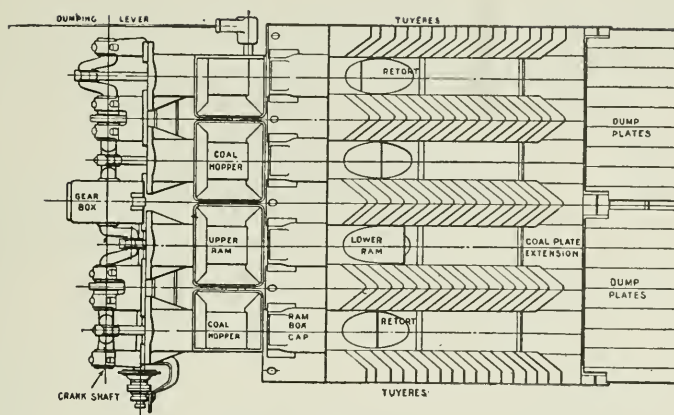 DUMPING LEVER
TUYÈRES
RETORT
DUMP
PLATES
COAL
HOPPER
GEAR
BOX
UPPER
RAM
LOWER
RAM
COAL PLATE
EXTENSION
DUMP
PLATES
COAL
HOPPER
RAM
BOX
CAP
RETORT
CRANK SHAFT
TUYERES